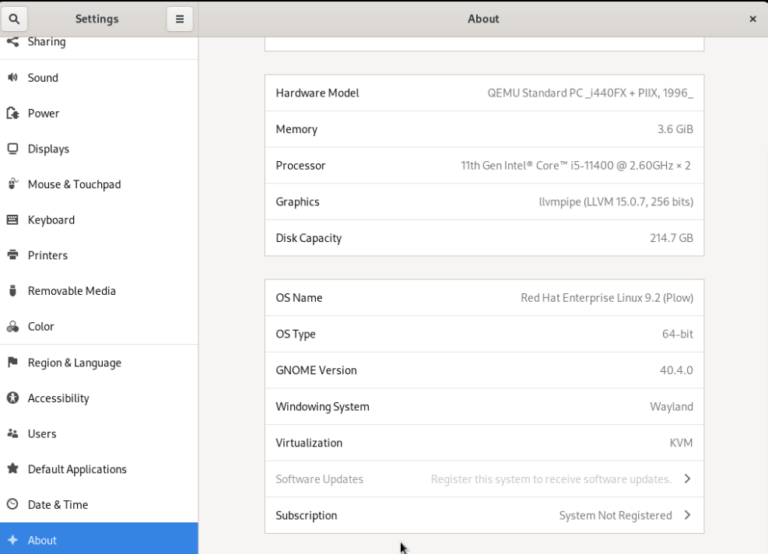 Settings
About
Sharing
Sound
Power
Displays
Mouse & Touchpad
Keyboard
Printers
Removable Media
Color
Region & Language
Accessibility
Users
Default Applications
Date & Time
About
Hardware Model QEMU Standard PC _i440FX + PIIX, 1996_
Memory 3.6 GiB
Processor 11th Gen Intel® Core™ i5-11400 @ 2.60GHz × 2
Graphics llvmpipe (LLVM 15.0.7, 256 bits)
Disk Capacity 214.7 GB
OS Name Red Hat Enterprise Linux 9.2 (Plow)
OS Type 64-bit
GNOME Version 40.4.0
Windowing System Wayland
Virtualization KVM
Software Updates Register this system to receive software updates.
Subscription System Not Registered